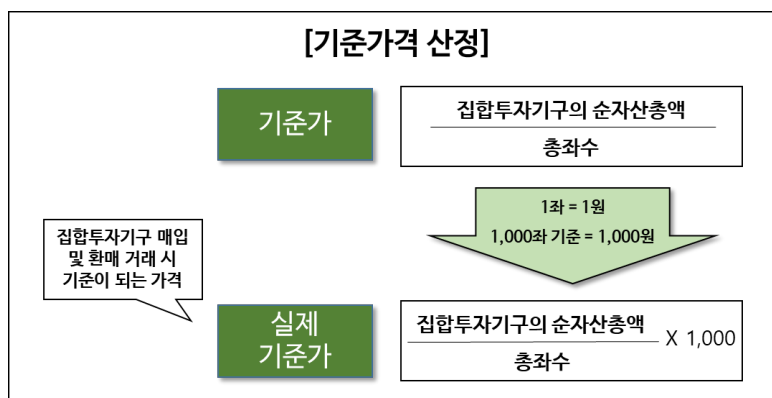 [기준가격 산정]
기준가
집합투자기구의 순자산총액
총좌수
1좌 = 1원
1,000좌 기준 = 1,000원
집합투자기구 매입
및 환매 거래 시
기준이 되는 가격
실제
기준가
집합투자기구의 순자산총액
총좌수
X 1,000